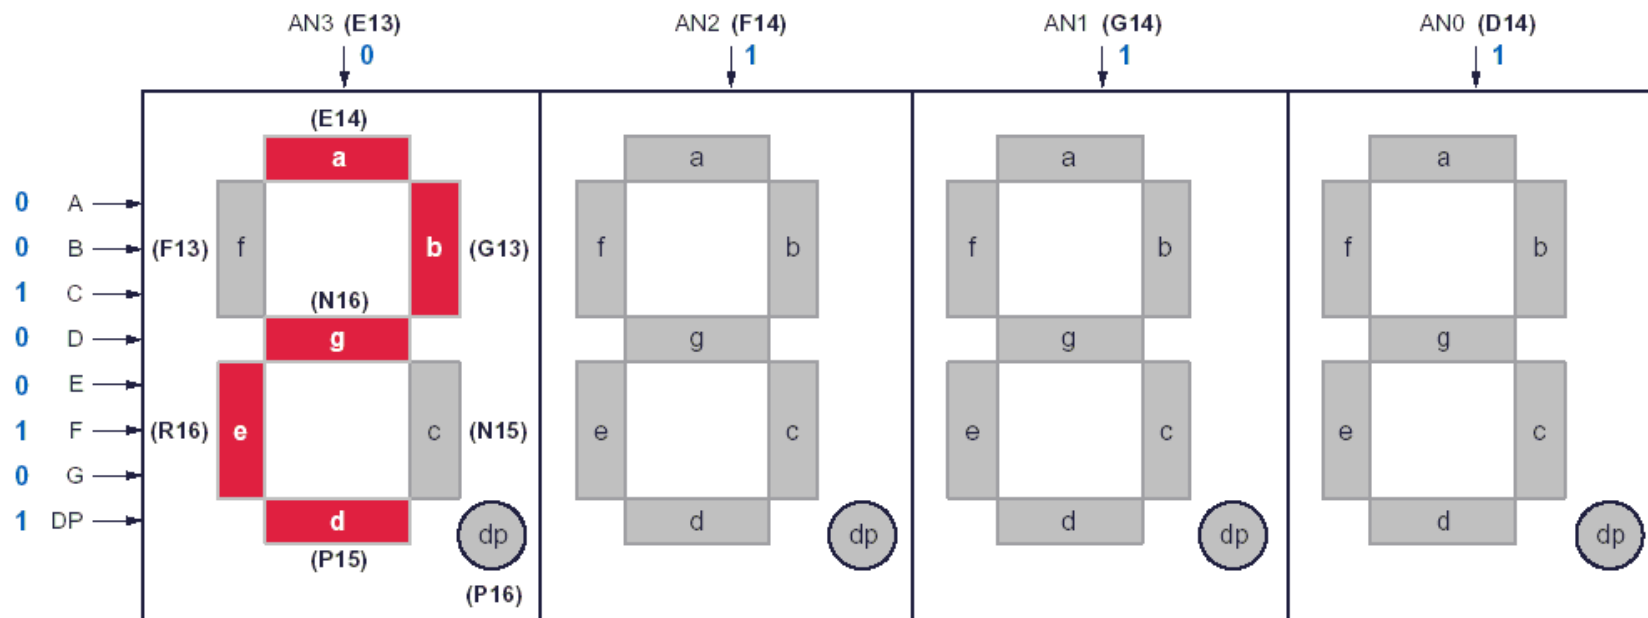 AN3 (E13) AN2 (F14) AN1 (G14) AN0 (D14)
0 1 1 1
(E14)
a a a a
0 A
0 B (F13) f b (G13) f b f b f b
1 C (N16)
0 D g g g g
0 E
1 F (R16) e c (N15) e c e c e c
0 G
1 DP d dp d dp d dp d dp
(P15)
(P16)